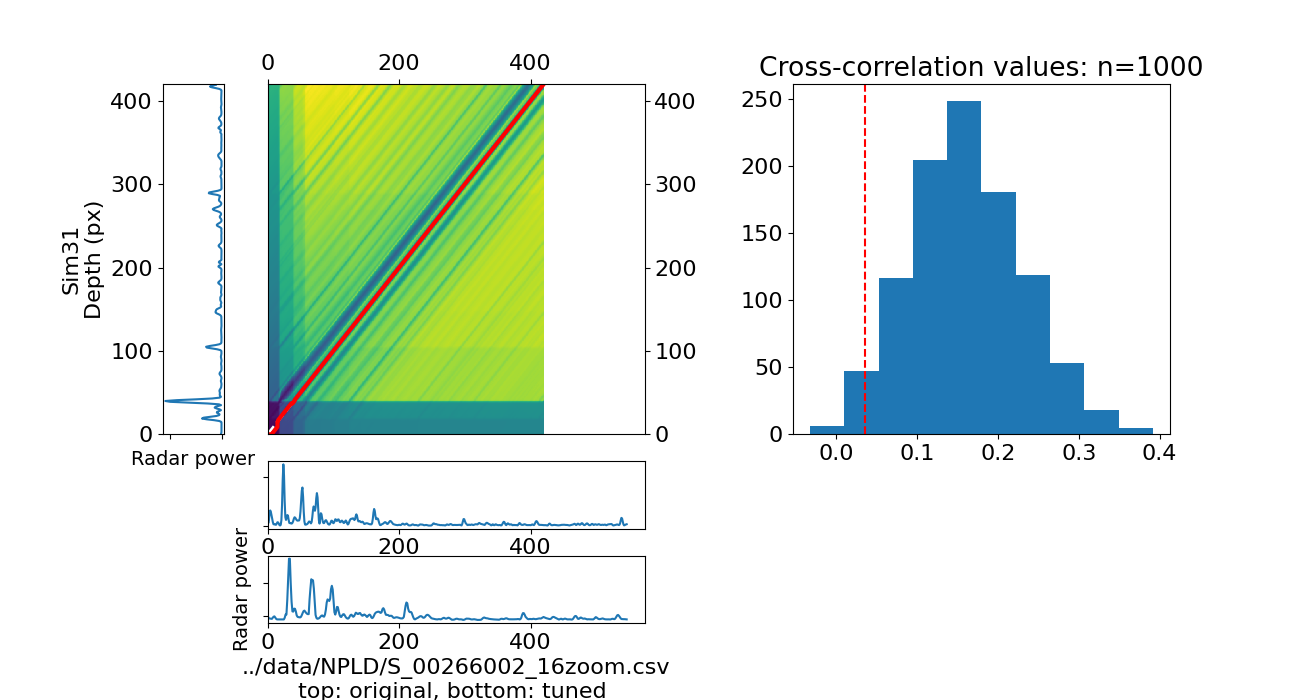 0 200 400
Cross-correlation values: n=1000
400
300
200
100
0
Sim31
Depth (px)
Radar power
400
300
200
100
0
250
200
150
100
50
0
0.0 0.1 0.2 0.3 0.4
0 200 400
Radar power
0 200 400
../data/NPLD/S_00266002_16zoom.csv
top: original, bottom: tuned